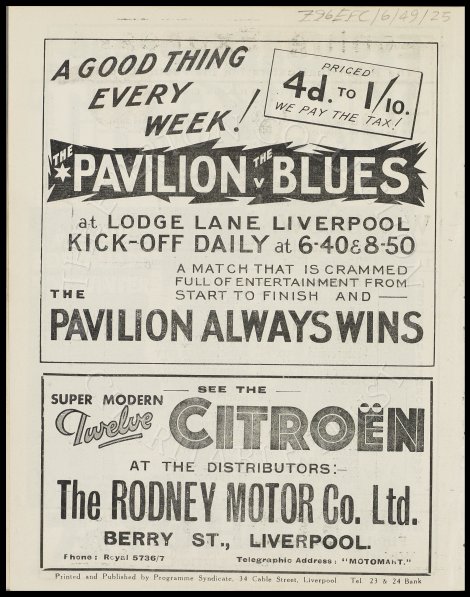 796EFC/6/49/25
A GOOD THING
EVERY
WEEK!
PRICED
4d. TO 1/10.
WE PAY THE TAX!
THE PAVILION THE v BLUES
at LODGE LANE LIVERPOOL
KICK-OFF DAILY at 6-40 & 8-50
A MATCH THAT IS CRAMMED
FULL OF ENTERTAINMENT FROM
START TO FINISH AND —
THE
PAVILION ALWAYS WINS
— SEE THE —
SUPER MODERN
Twelve CITROËN
AT THE DISTRIBUTORS:-
The RODNEY MOTOR Co. Ltd.
BERRY ST., LIVERPOOL.
Phone: Royal 5736/7 Telegraphic Address: "MOTOMART."
Printed and Published by Programme Syndicate, 34 Cable Street, Liverpool Tel. 23 & 24 Bank